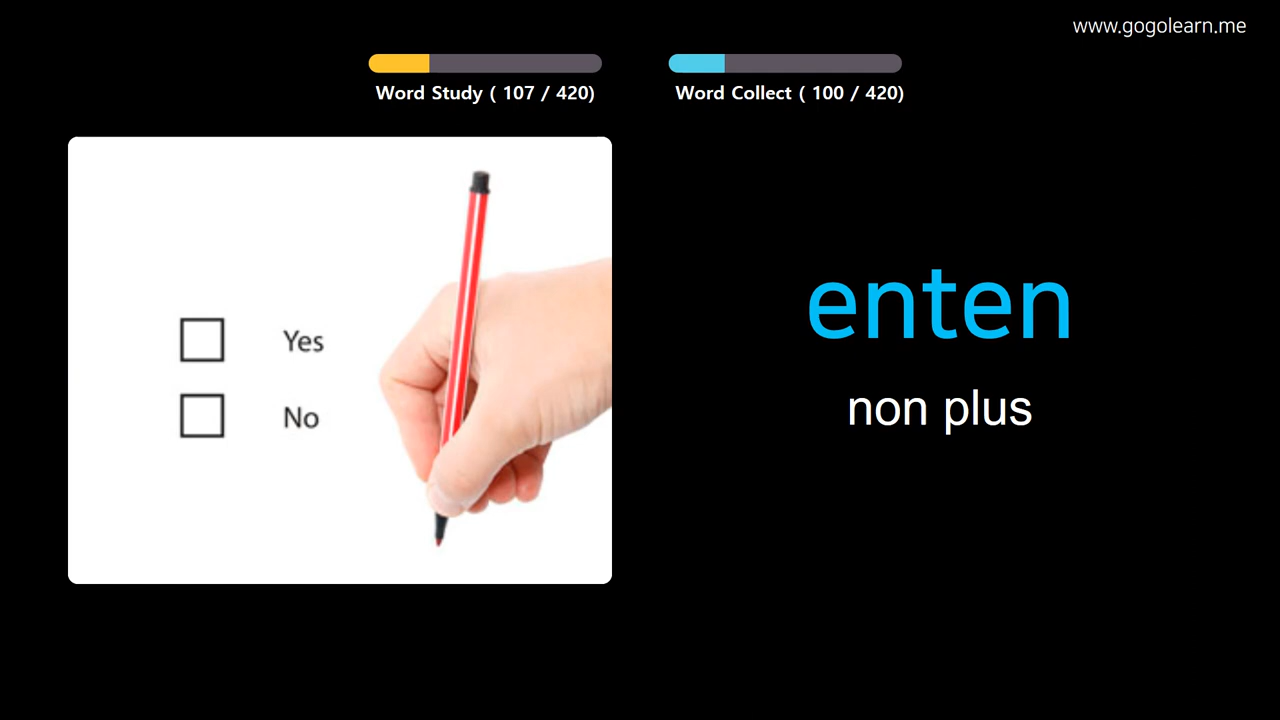 www.gogolearn.me
Word Study ( 107 / 420)
Word Collect ( 100 / 420)
Yes
No
enten
non plus